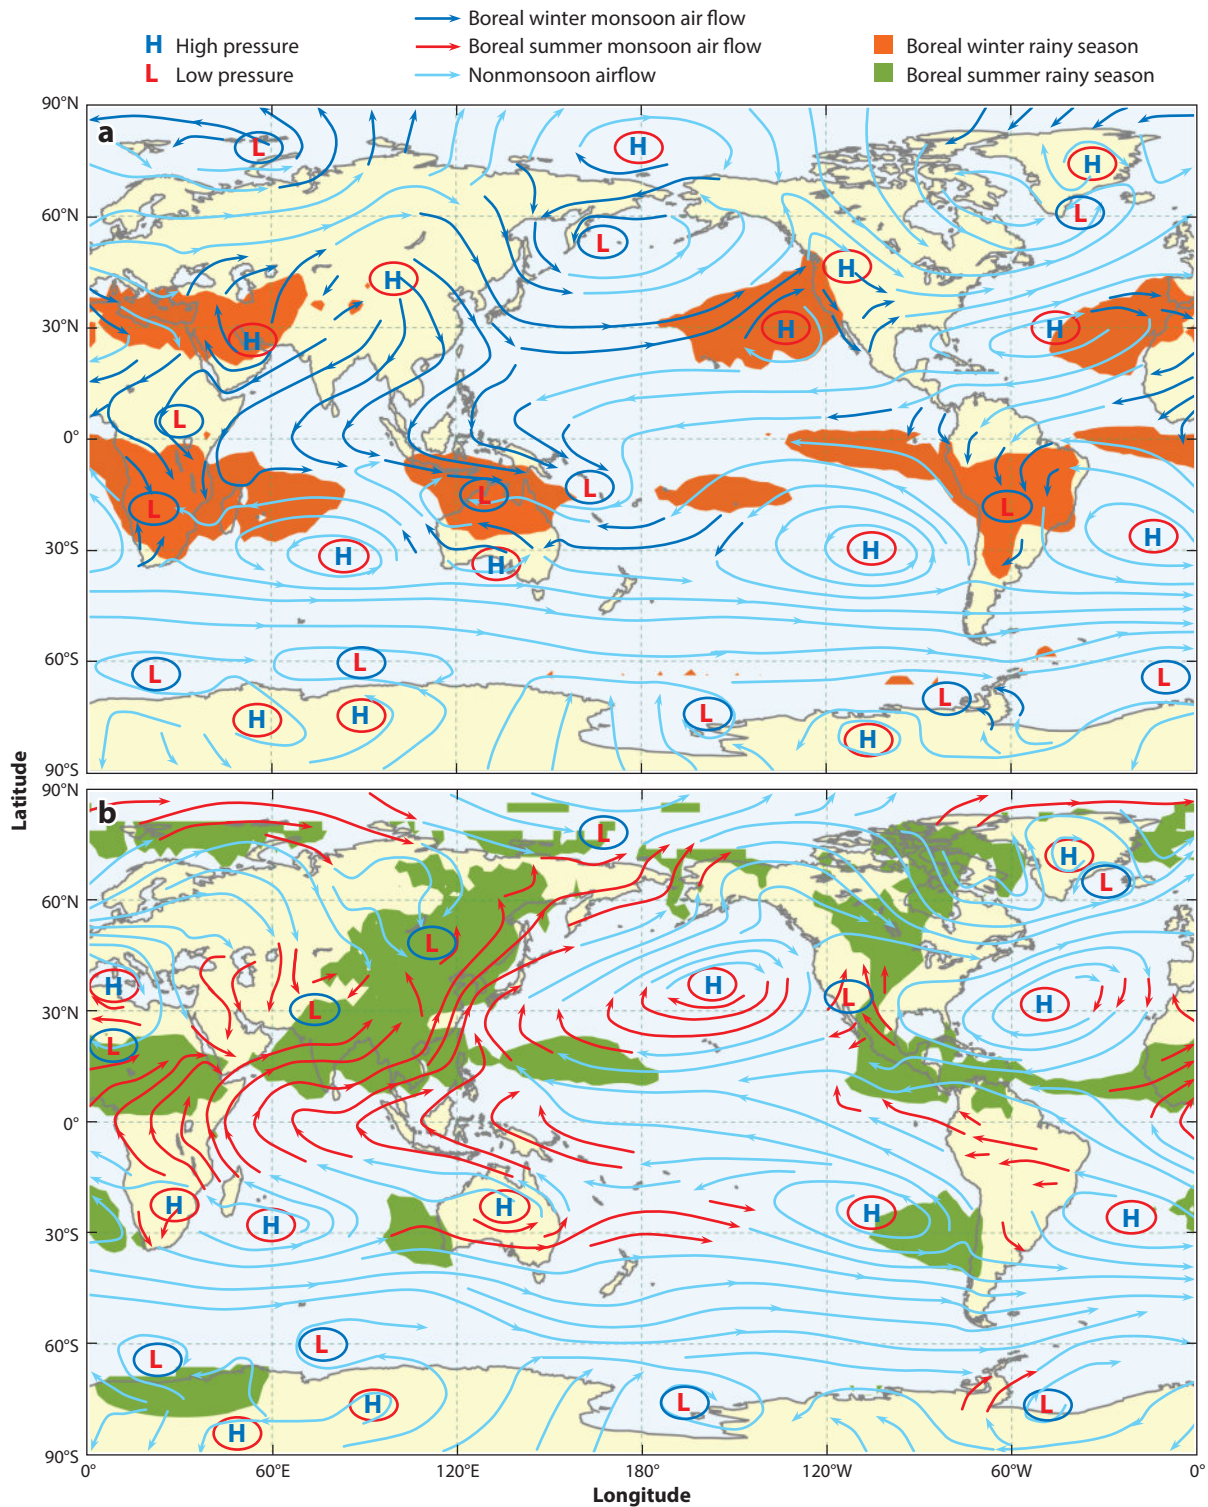 Boreal winter monsoon air flow
H High pressure
Boreal summer monsoon air flow
Boreal winter rainy season
L Low pressure
Nonmonsoon airflow
Boreal summer rainy season
90°N
a
L
H
H
60°N
L
L
H
H
30°N
H
H
H
L
0°
L
L
L
L
H
H
H
30°S
H
60°S
L
L
L
L
L
H
H
H
90°S
Latitude
90°N
b
L
H
L
60°N
L
H
H
L
L
H
30°N
L
0°
H
H
H
H
H
30°S
60°S
L
L
H
L
L
H
90°S
0°
60°E
120°E
180°
120°W
60°W
0°
Longitude